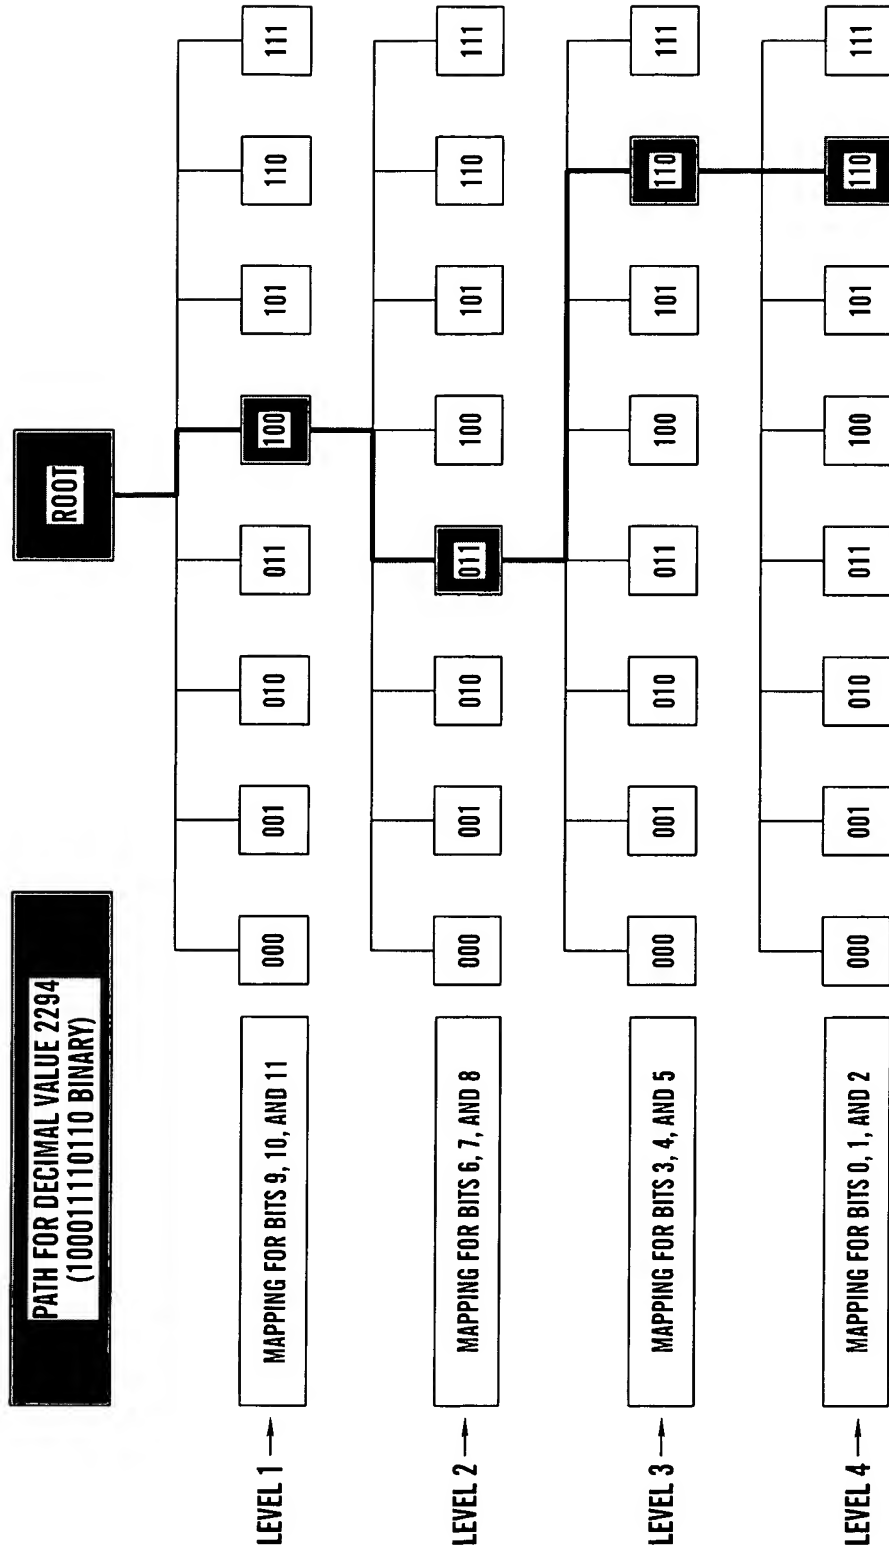 PATH FOR DECIMAL VALUE 2294
(100011110110 BINARY)
ROOT
LEVEL 1
MAPPING FOR BITS 9, 10, AND 11
000
001
010
011
100
101
110
111
LEVEL 2
MAPPING FOR BITS 6, 7, AND 8
000
001
010
011
100
101
110
111
LEVEL 3
MAPPING FOR BITS 3, 4, AND 5
000
001
010
011
100
101
110
111
LEVEL 4
MAPPING FOR BITS 0, 1, AND 2
000
001
010
011
100
101
110
111